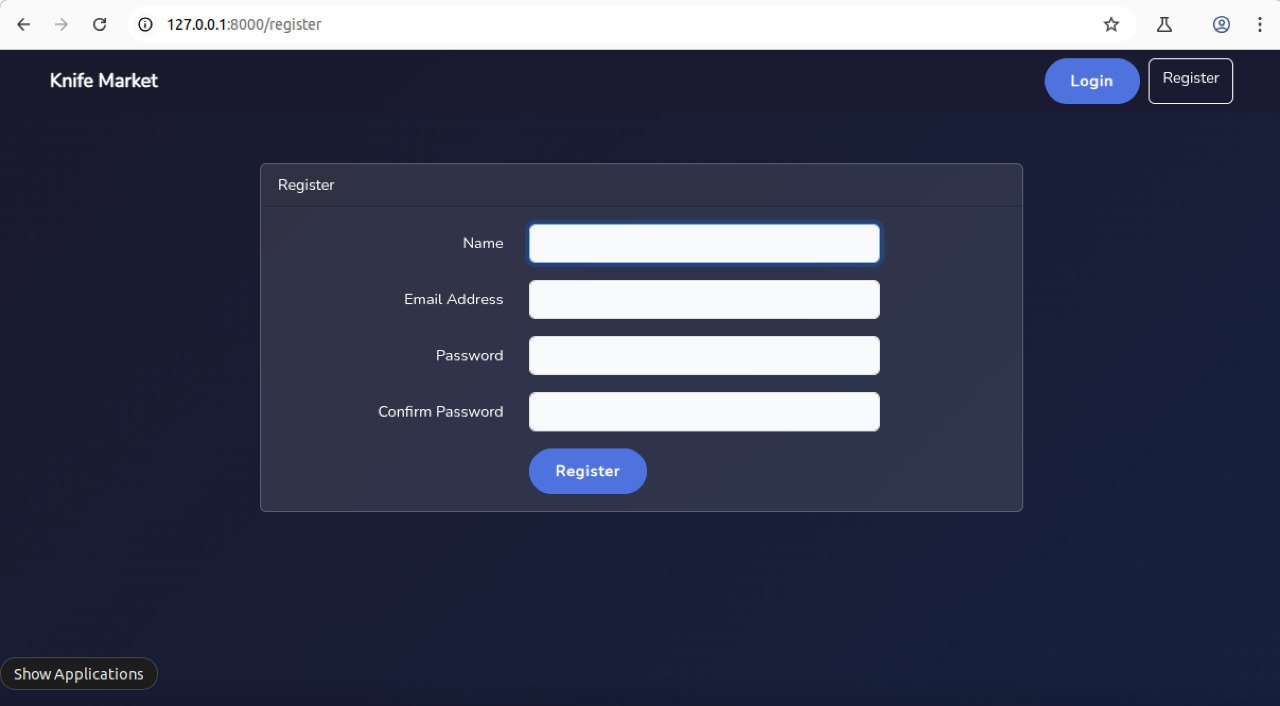 127.0.0.1:8000/register
Knife Market
Login
Register
Register
Name
Email Address
Password
Confirm Password
Register
Show Applications